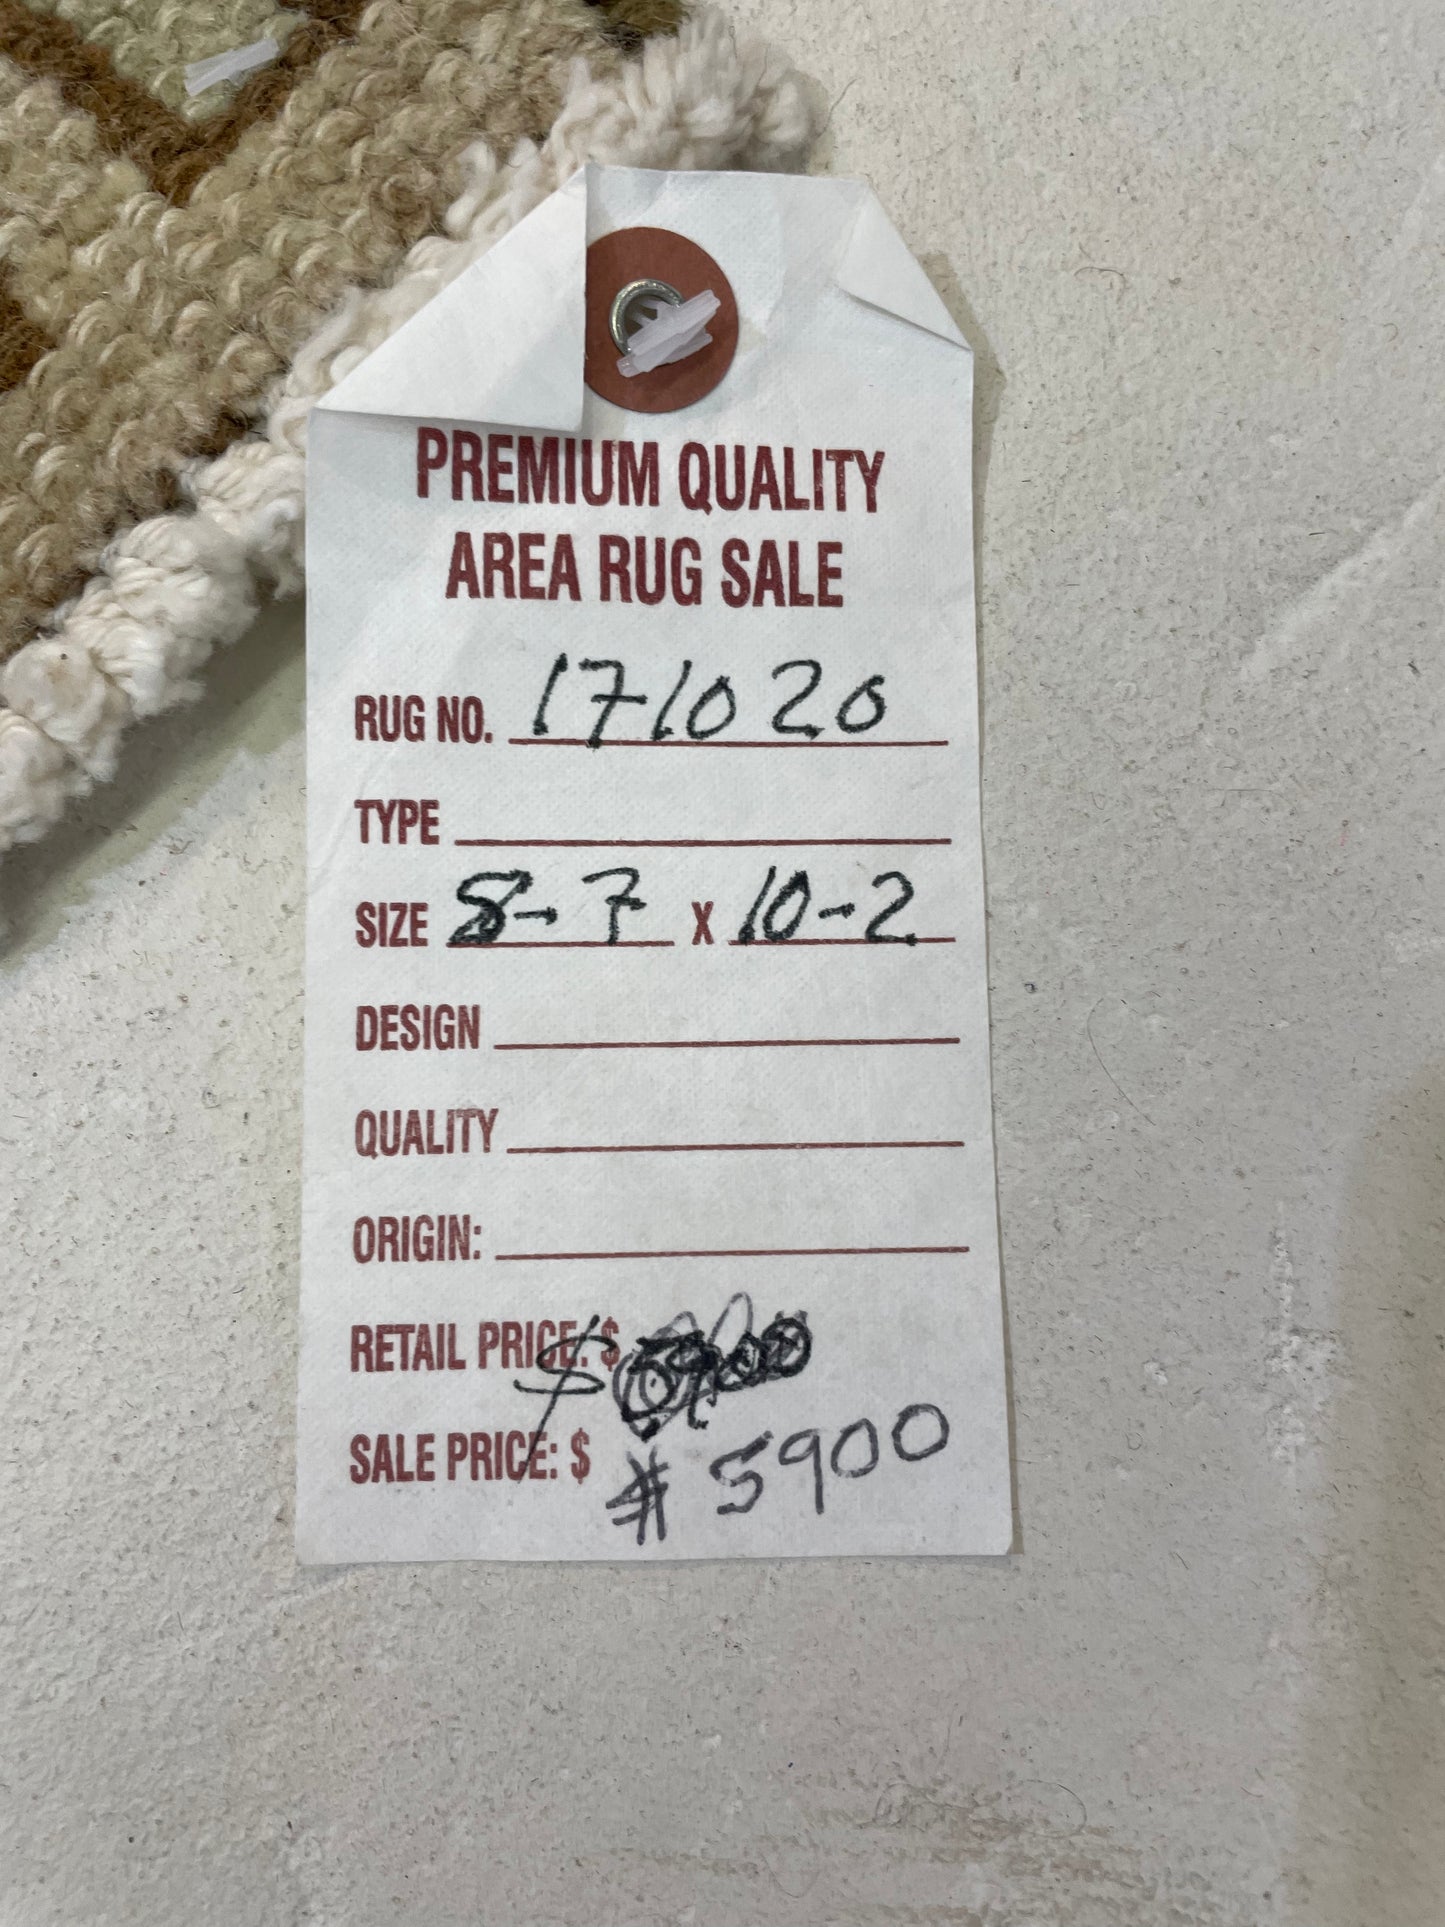 PREMIUM QUALITY
AREA RUG SALE
RUG NO. 171020
TYPE
SIZE 8-7 X 10-2
DESIGN
QUALITY
ORIGIN:
RETAIL PRICE: $ $
SALE PRICE: $ $ 5900